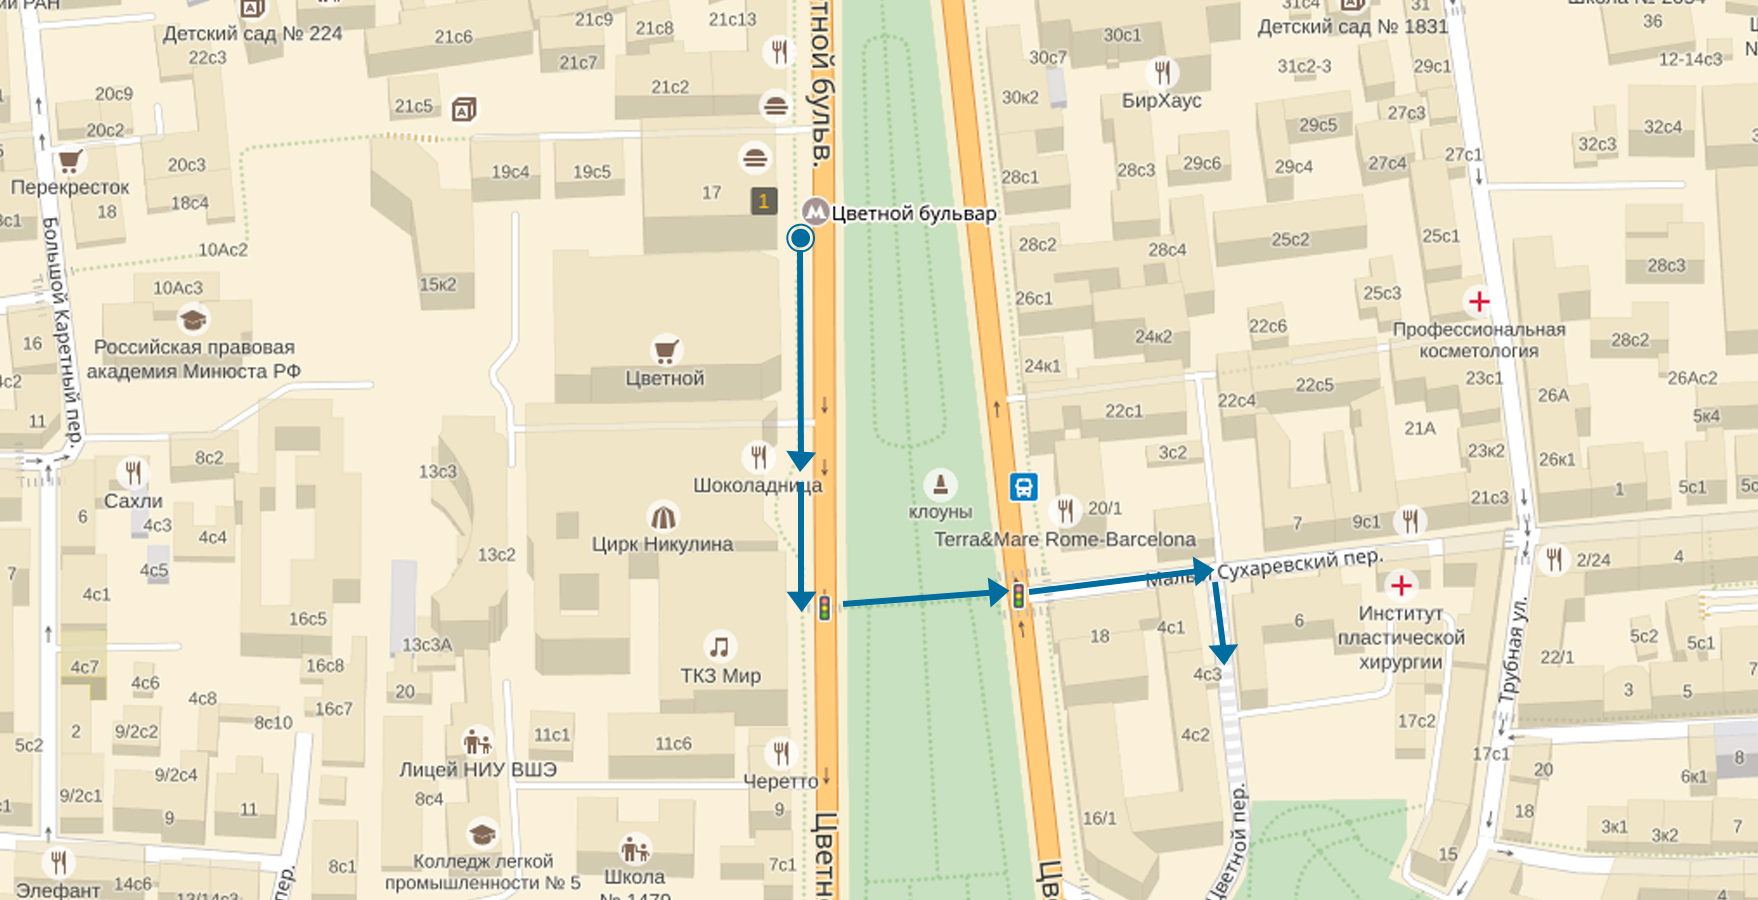 Детский сад № 224
22с3
21с6
21с9
21с8
21с13
21с7
21с2
21с5
30с1
30с7
30к2
БирХаус
31с4
31
Детский сад № 1831
31с2-3
29с1
36
12-14с3
20с9
20с2
Перекресток
20с3
18
18с4
10Ас2
19с4
19с5
17
1
Цветной бульвар
28с1
28с3
29с6
29с5
29с4
27с3
27с4
27с1
32с3
32с4
28с2
28с4
25с2
25с1
28с3
Большой Каретный пер.
10Ас3
15к2
Российская правовая
академия Минюста РФ
16
11
Цветной
26с1
24к2
24к1
22с6
25с3
Профессиональная
косметология
28с2
23с1
26А
26Ас2
5к4
22с1
22с4
22с5
21А
23к2
26к1
3с2
21с3
1
5с1
8с2
Сахли
6
4с3
4с4
4с5
7
4с1
13с3
13с2
Шоколадница
Цирк Никулина
клоуны
20/1
Terra&Mare Rome-Barcelona
7
9с1
Сухаревский пер.
2/24
4
Институт
пластической
хирургии
16с5
13с3А
16с8
4с7
4с6
4с8
20
16с7
8с10
2
9/2с2
5с2
9/2с4
9/2с1
9
11
ТКЗ Мир
18
4с1
4с3
4с2
6
17с2
Трубная ул.
22/1
5с2
5с1
3
5
7
17с1
20
6к1
8
18
3к1
3к2
7
15
11с1
11с6
Лицей НИУ ВШЭ
8с4
Черетто
9
7с1
16/1
Цветной пер.
8с1
Колледж легкой
промышленности № 5
Школа
Элефант
14с6
пер.